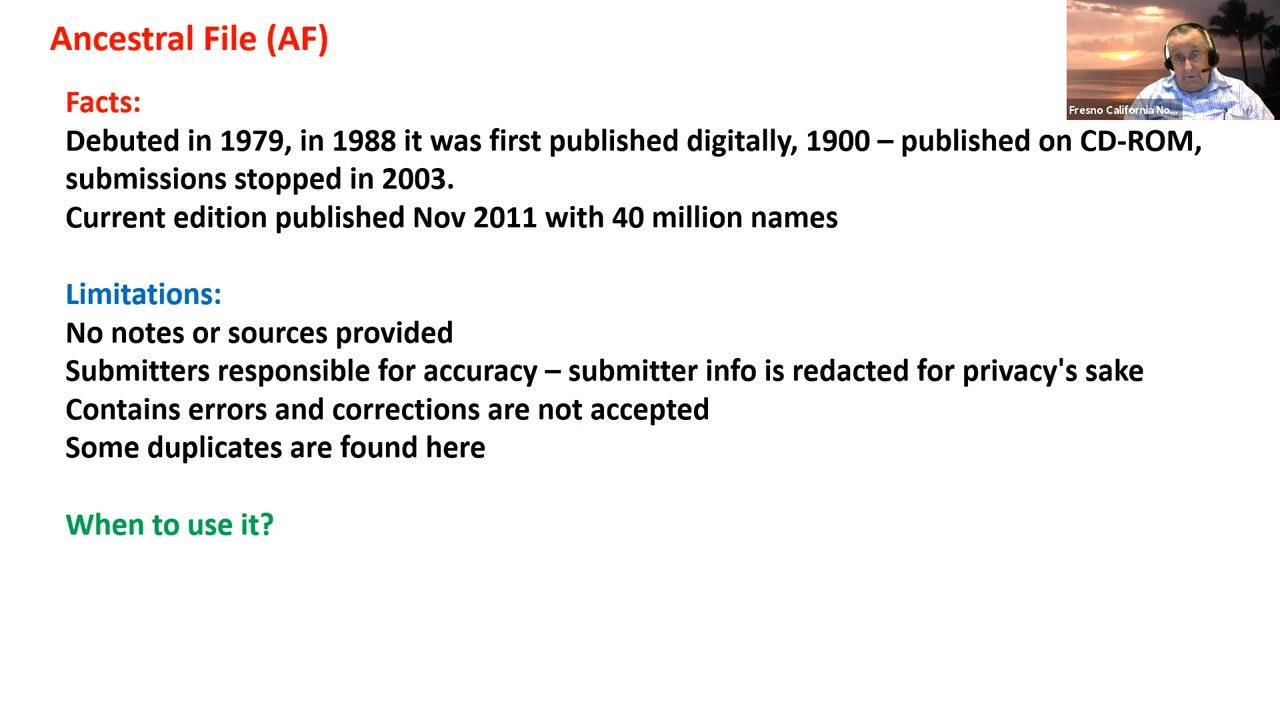 Ancestral File (AF)
Fresno California No...
Facts:
Debuted in 1979, in 1988 it was first published digitally, 1900 – published on CD-ROM,
submissions stopped in 2003.
Current edition published Nov 2011 with 40 million names
Limitations:
No notes or sources provided
Submitters responsible for accuracy – submitter info is redacted for privacy's sake
Contains errors and corrections are not accepted
Some duplicates are found here
When to use it?